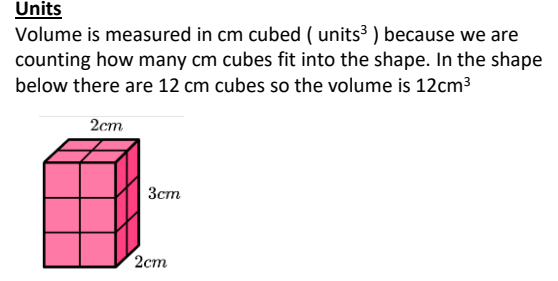 Units
Volume is measured in cm cubed ( units³ ) because we are
counting how many cm cubes fit into the shape. In the shape
below there are 12 cm cubes so the volume is 12cm³
2cm
3cm
2cm